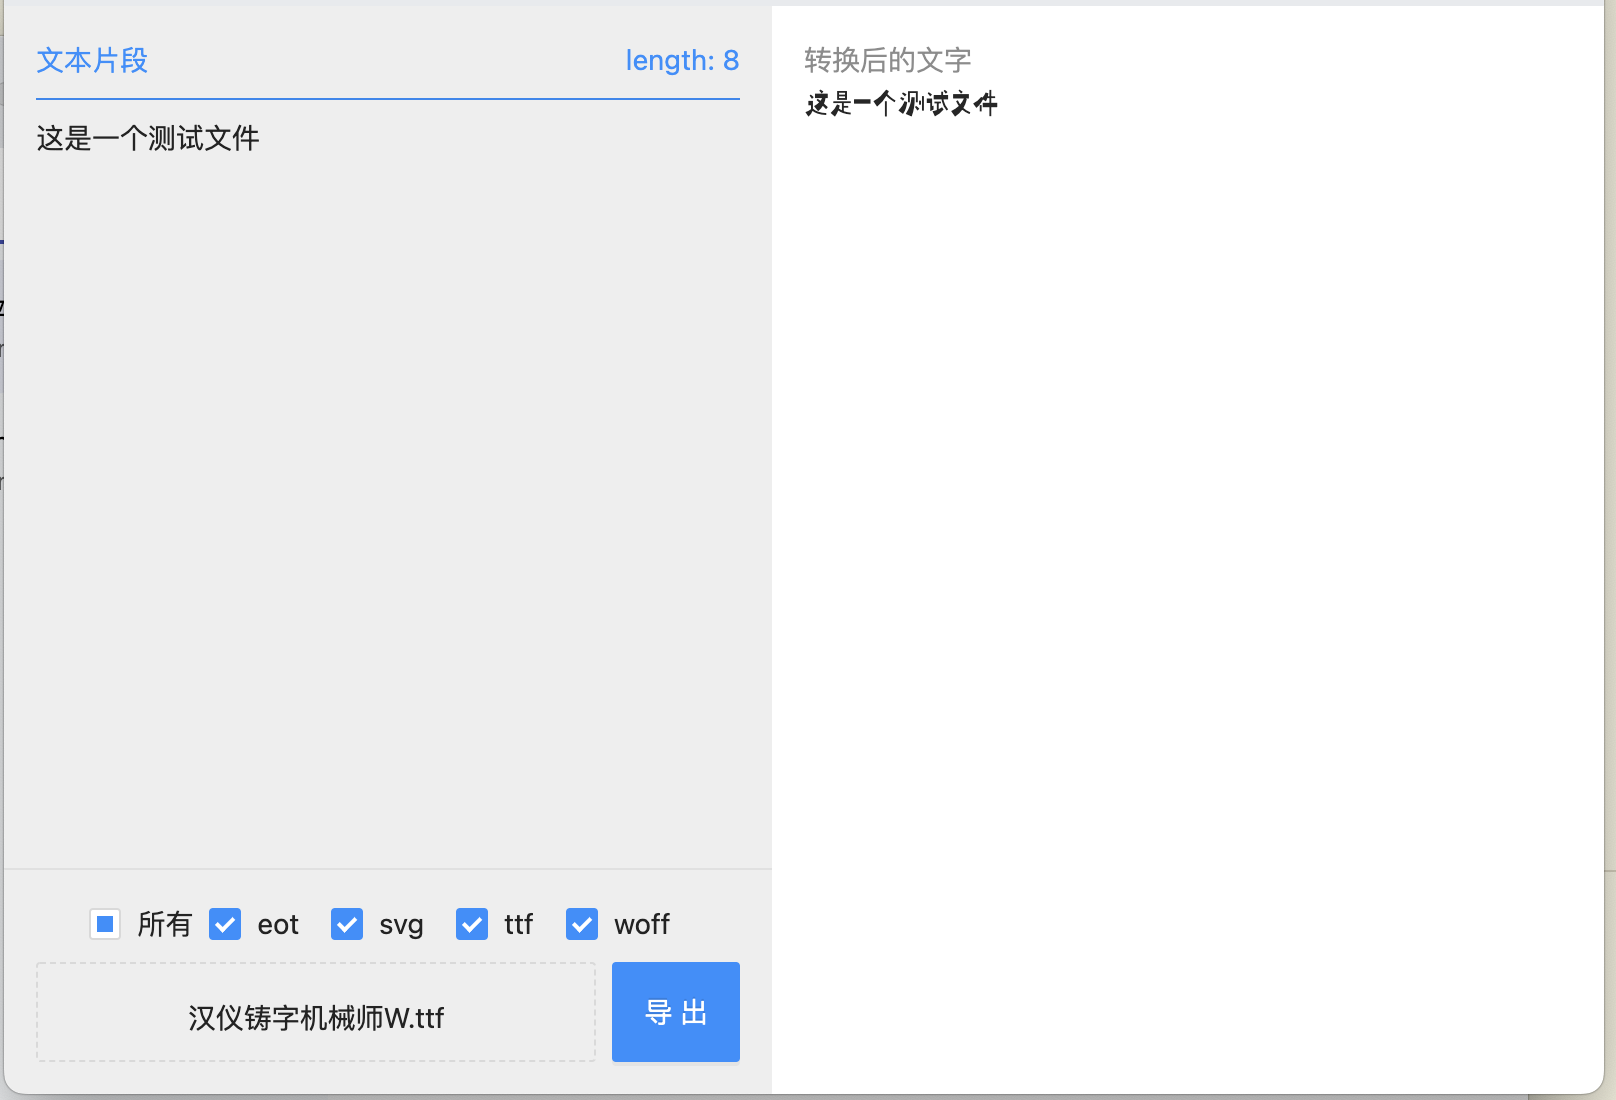 文本片段
length: 8
这是一个测试文件
所有 eot svg ttf woff
汉仪铸字机械师W.ttf
导出
转换后的文字
这是一个测试文件